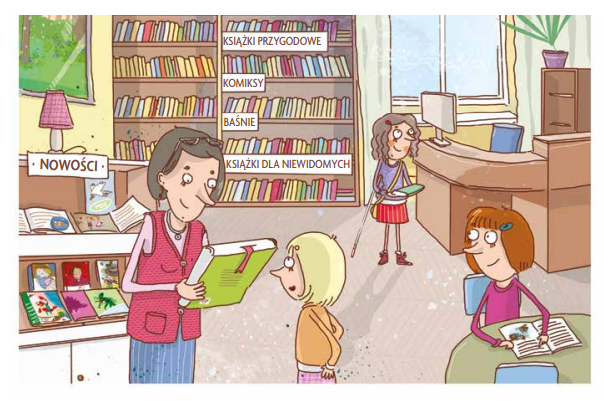 KSIĄŻKI PRZYGODOWE
KOMIKSY
BAŚNIE
KSIĄŻKI DLA NIEWIDOMYCH
· NOWOŚCI ·